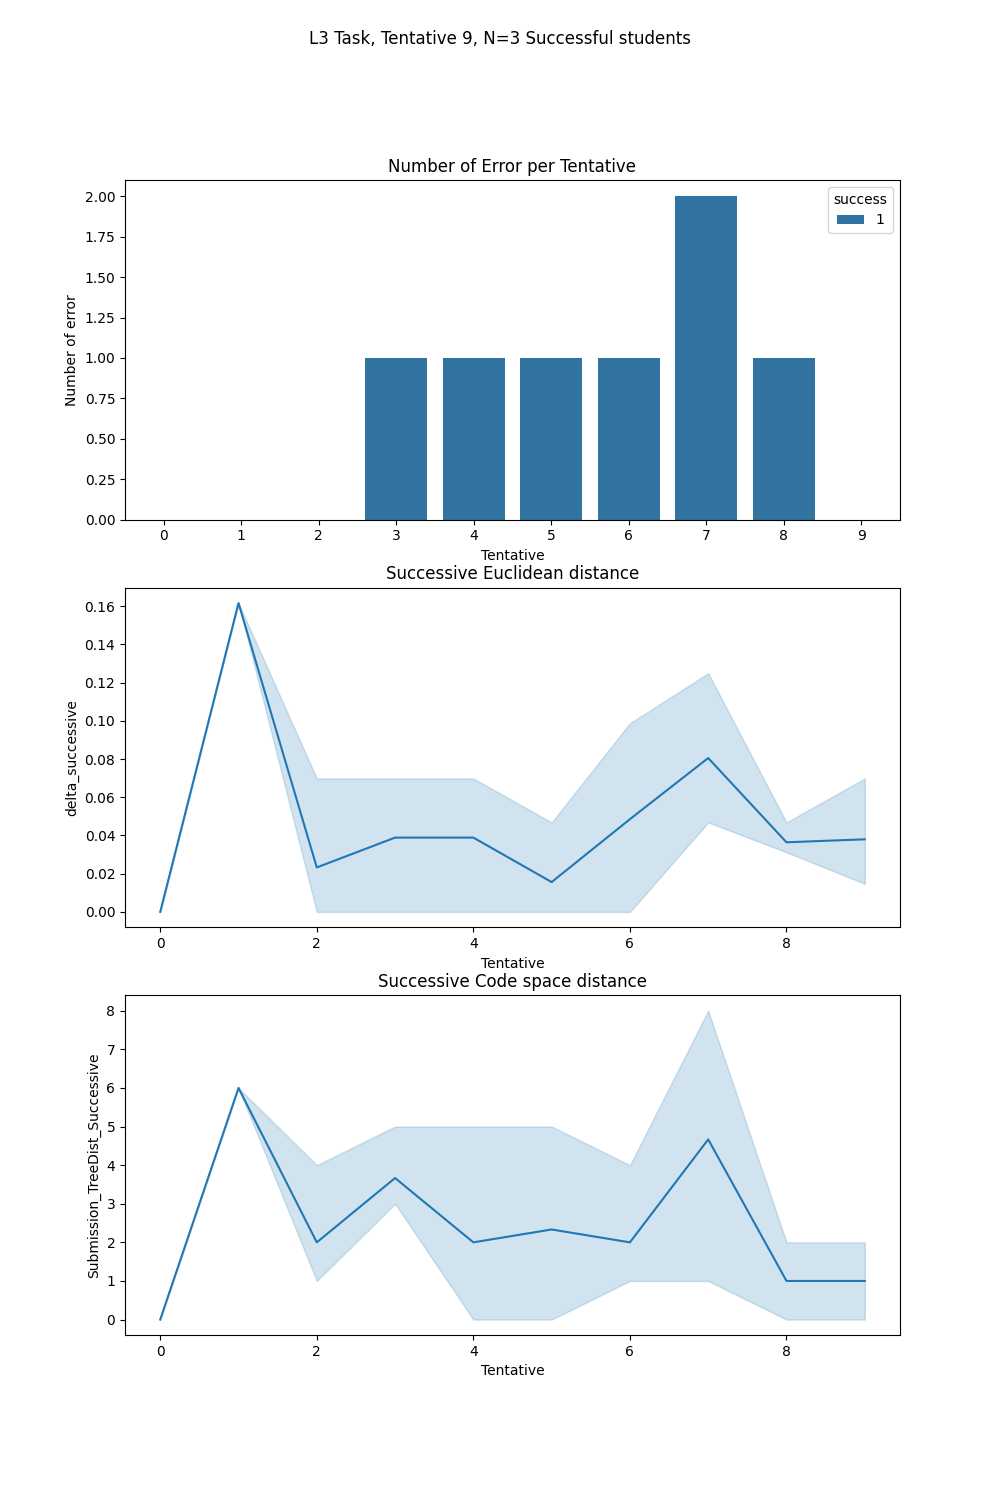 L3 Task, Tentative 9, N=3 Successful students
Number of Error per Tentative
success
1
Number of error
2.00
1.75
1.50
1.25
1.00
0.75
0.50
0.25
0.00
0 1 2 3 4 5 6 7 8 9
Tentative
Successive Euclidean distance
delta_successive
0.16
0.14
0.12
0.10
0.08
0.06
0.04
0.02
0.00
0 2 4 6 8
Tentative
Successive Code space distance
Submission_TreeDist_Successive
8
7
6
5
4
3
2
1
0
0 2 4 6 8
Tentative